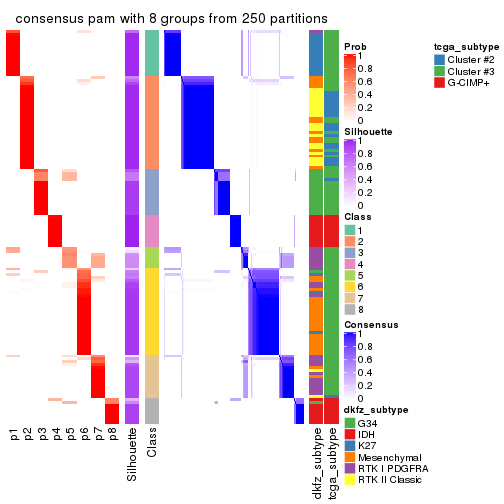 consensus pam with 8 groups from 250 partitions
p1
p2
p3
p4
p5
p6
p7
p8
Silhouette
Class
dkfz_subtype
tcga_subtype
Prob
1
0.8
0.6
0.4
0.2
0
Silhouette
1
0.8
0.6
0.4
0.2
0
Class
1
2
3
4
5
6
7
8
Consensus
1
0.8
0.6
0.4
0.2
0
dkfz_subtype
G34
IDH
K27
Mesenchymal
RTK I PDGFRA
RTK II Classic
tcga_subtype
Cluster #2
Cluster #3
G-CIMP+